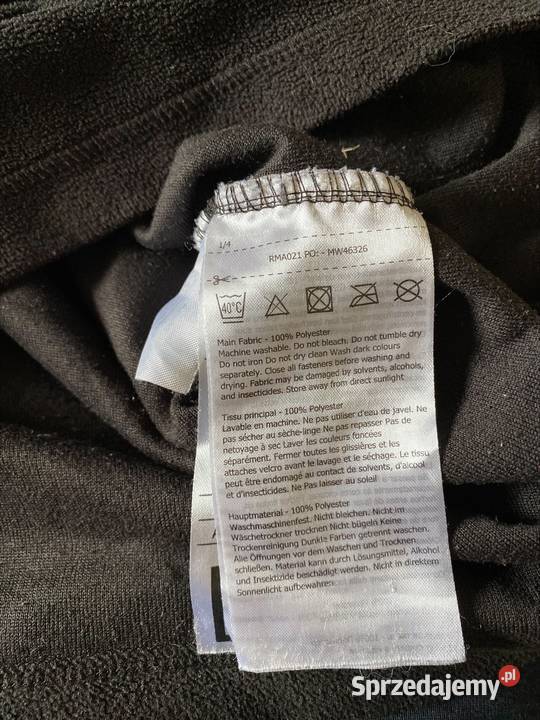 1/4
RMA021 PO: - MW46326
40°C
Main Fabric - 100% Polyester
Machine washable. Do not bleach. Do not tumble dry
Do not iron Do not dry clean Wash dark colours
separately. Close all fasteners before washing and
drying. Fabric may be damaged by solvents, alcohols,
and insecticides. Store away from direct sunlight
Tissu principal - 100% Polyester
Lavable en machine. Ne pas utiliser d'eau de javel. Ne
pas sécher au sèche-linge Ne pas repasser Pas de
netoyage à sec Laver les couleurs foncées
séparément. Fermer toutes les glissières et les
attaches velcro avant le lavage et le séchage. Le tissu
peut être endomagé au contact de solvents, d'alcool
et d'insecticides. Ne Pas laisser au soleil
Hauptmaterial - 100% Polyester
Waschmaschinenfest. Nicht bleichen. Nicht im
Wäschetrockner trocknen Nicht bügeln Keine
Trockenreinigung Dunkle Farben getrennt waschen.
Alle Öffnungen vor dem Waschen und Trocknen
schließen. Material kann durch Lösungsmittel, Alkohol
und Insektizide beschädigt werden. Nicht in direktem
Sonnenlicht aufbewahren.
Sprzedajemy.pl